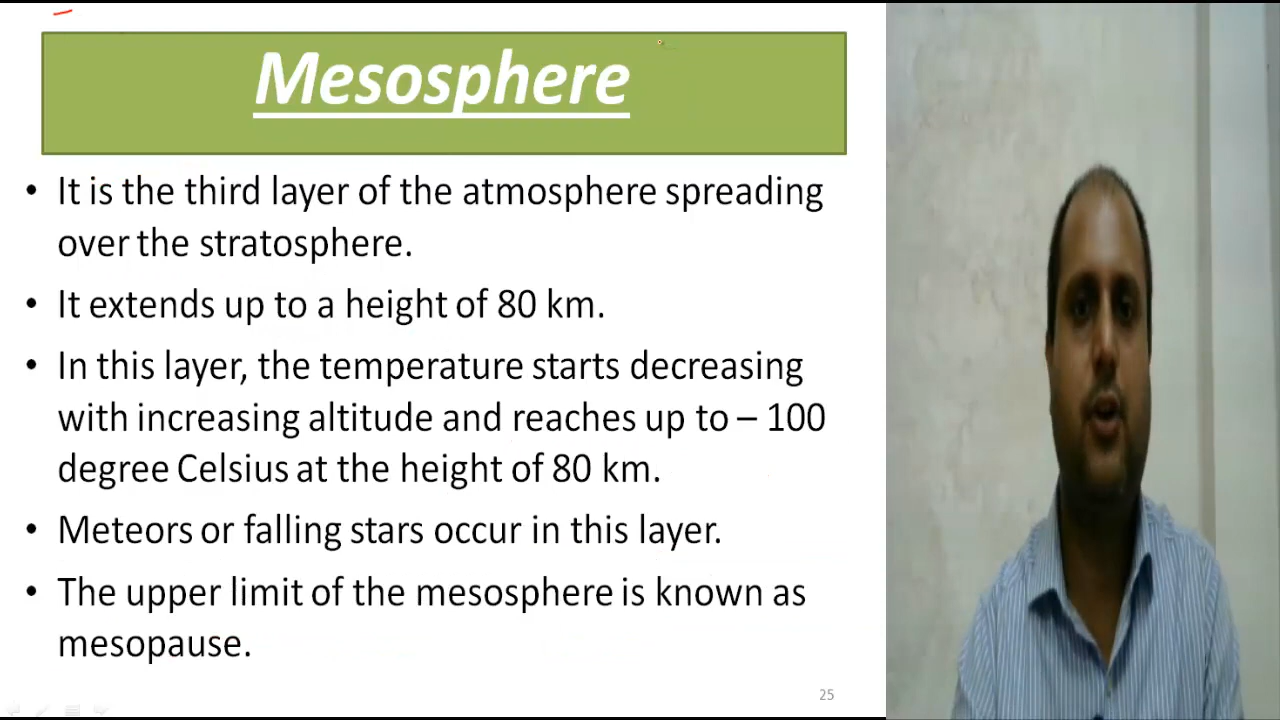 Mesosphere
• It is the third layer of the atmosphere spreading
over the stratosphere.
• It extends up to a height of 80 km.
• In this layer, the temperature starts decreasing
with increasing altitude and reaches up to – 100
degree Celsius at the height of 80 km.
• Meteors or falling stars occur in this layer.
• The upper limit of the mesosphere is known as
mesopause.
25